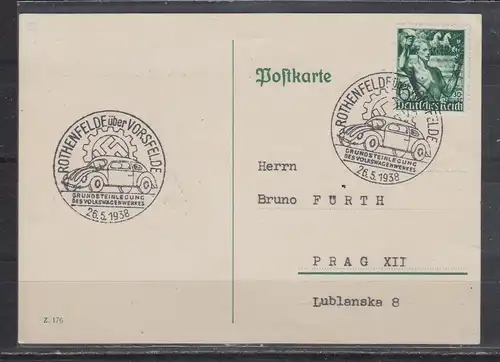 Postkarte
Deutsches Reich
ROTHENFELDE über VORSFELDE
GRUNDSTEINLEGUNG
DES VOLKSWAGENWERKES
26.5.1938
ROTHENFELDE über VORSFELDE
GRUNDSTEINLEGUNG
DES VOLKSWAGENWERKES
26.5.1938
Herrn
Bruno FÜRTH
PRAG XII
Lublanska 8
Z. 176